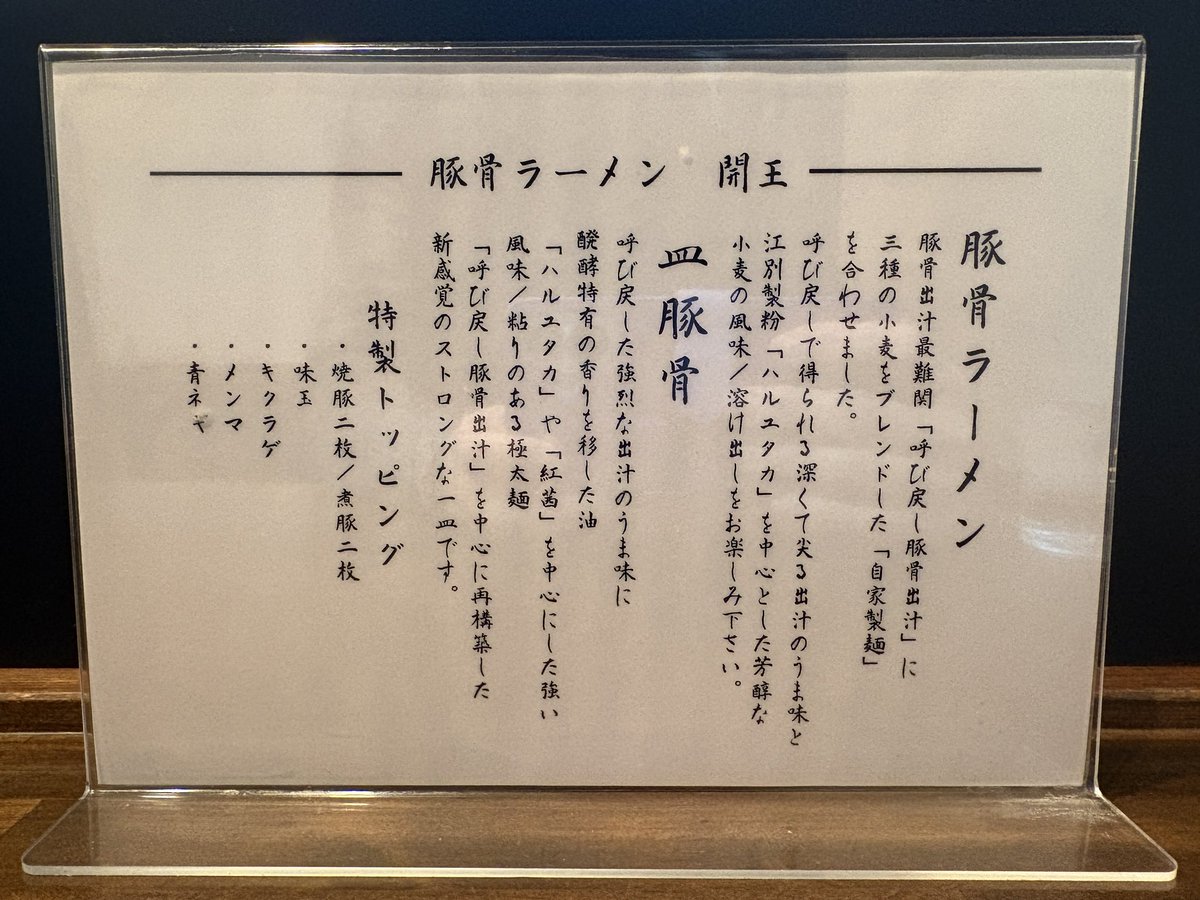 豚骨ラーメン　開王
豚骨ラーメン
豚骨出汁最難関「呼び戻し豚骨出汁」に
三種の小麦をブレンドした「自家製麺」
を合わせました。
呼び戻しで得られる深くて尖る出汁のうま味と
江別製粉「ハルユタカ」を中心とした芳醇な
小麦の風味/溶け出しをお楽しみ下さい。
皿豚骨
呼び戻した強烈な出汁のうま味に
醗酵特有の香りを移した油
「ハルユタカ」や「紅茜」を中心にした強い
風味/粘りのある極太麺
「呼び戻し豚骨出汁」を中心に再構築した
新感覚のストロングな一皿です。
特製トッピング
・焼豚二枚/煮豚二枚
・味玉
・キクラゲ
・メンマ
・青ネギ